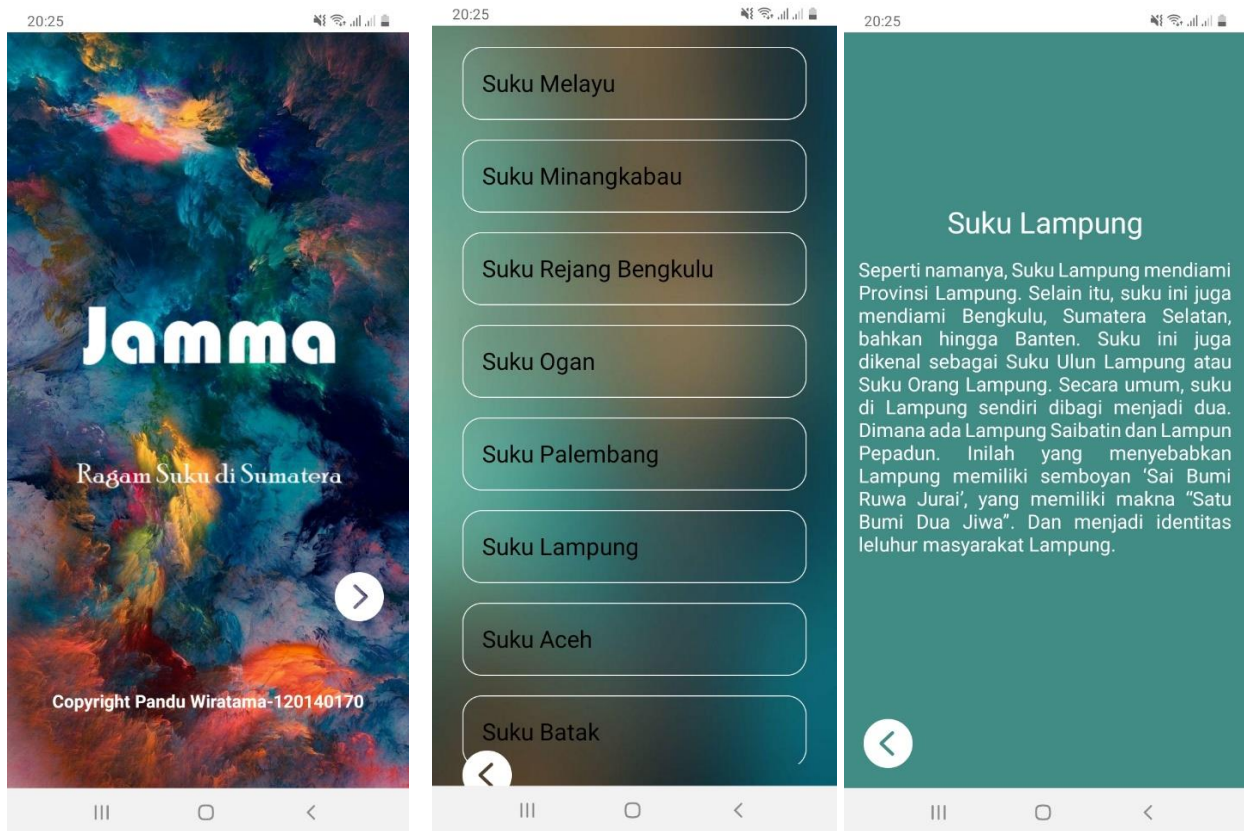 20:25
Jamma
Ragam Suku di Sumatera
Copyright Pandu Wiratama-120140170
20:25
Suku Melayu
Suku Minangkabau
Suku Rejang Bengkulu
Suku Ogan
Suku Palembang
Suku Lampung
Suku Aceh
Suku Batak
20:25
Suku Lampung
Seperti namanya, Suku Lampung mendiami
Provinsi Lampung. Selain itu, suku ini juga
mendiami Bengkulu, Sumatera Selatan,
bahkan hingga Banten. Suku ini juga
dikenal sebagai Suku Ulun Lampung atau
Suku Orang Lampung. Secara umum, suku
di Lampung sendiri dibagi menjadi dua.
Dimana ada Lampung Saibatin dan Lampun
Pepadun. Inilah yang menyebabkan
Lampung memiliki semboyan ‘Sai Bumi
Ruwa Jurai’, yang memiliki makna “Satu
Bumi Dua Jiwa”. Dan menjadi identitas
leluhur masyarakat Lampung.